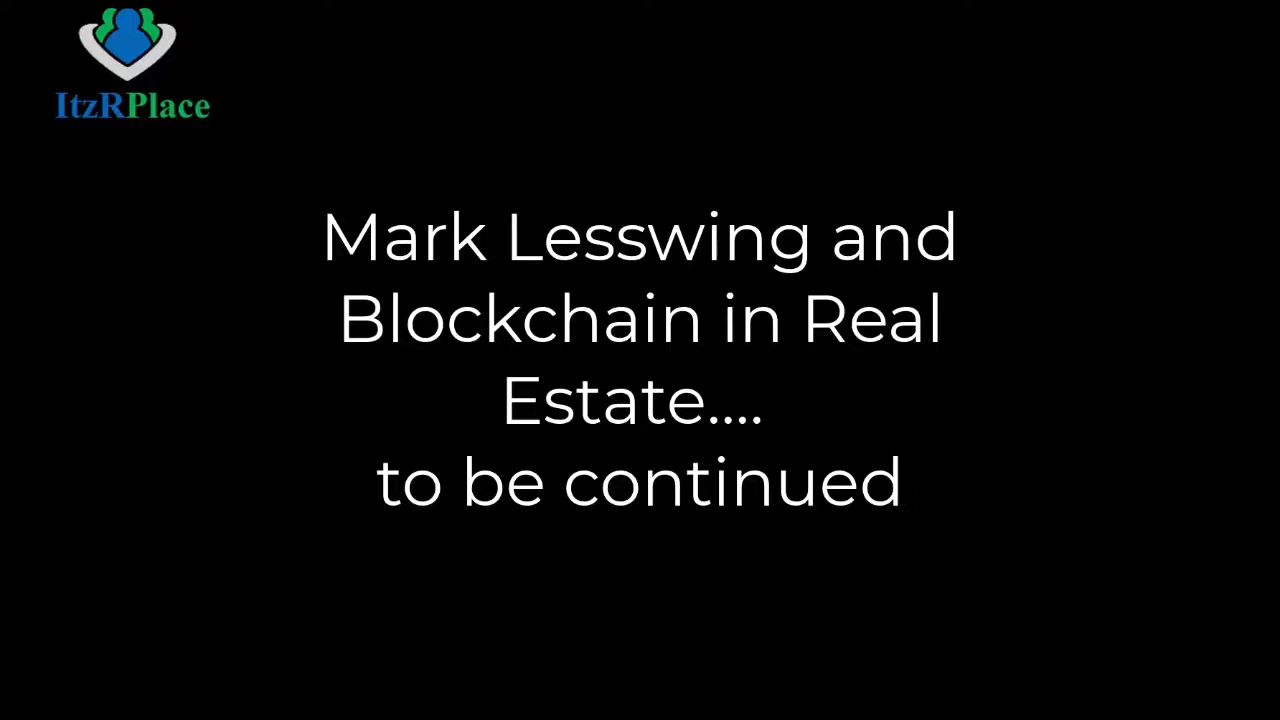 ItzRPlace
Mark Lesswing and
Blockchain in Real
Estate....
to be continued